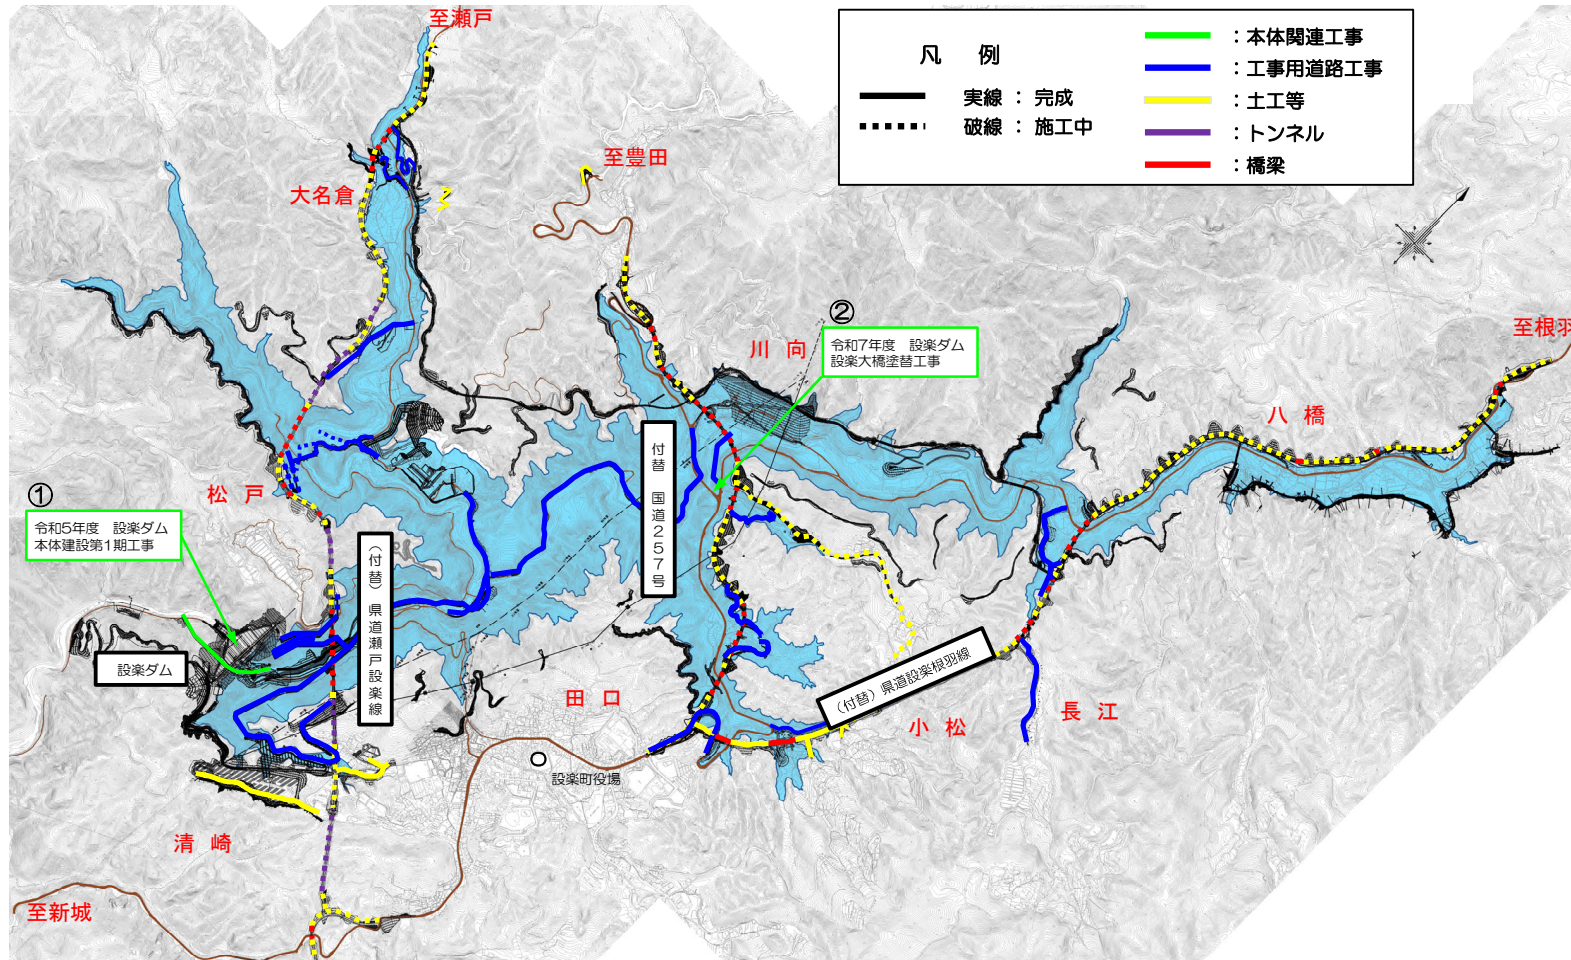 至瀬戸
凡 例
実線 : 完成
破線 : 施工中
: 本体関連工事
: 工事用道路工事
: 土工等
: トンネル
: 橋梁
至豊田
大名倉
②
令和7年度 設楽ダム
設楽大橋塗替工事
川 向
至根羽
八 橋
付替 国道257号
①
令和5年度 設楽ダム
本体建設第1期工事
松 戸
(付替) 県道瀬戸設楽線
設楽ダム
(付替) 県道設楽根羽線
田 口
小 松
長 江
設楽町役場
清 崎
至新城